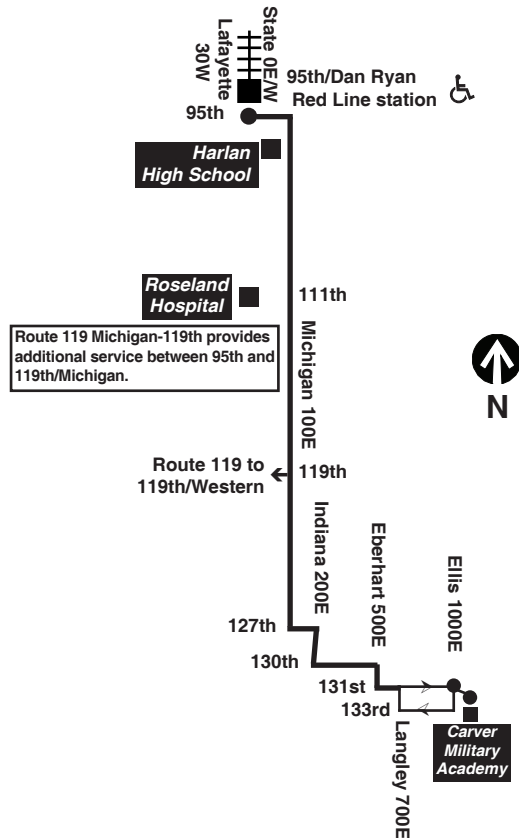 State 0E/W
Lafayette
30W
95th/Dan Ryan
Red Line station
95th
Harlan
High School
Roseland
Hospital
111th
Route 119 Michigan-119th provides
additional service between 95th and
119th/Michigan.
Michigan 100E
N
Route 119 to
119th/Western
119th
Indiana 200E
Eberhart 500E
Ellis 1000E
127th
130th
131st
133rd
Langley 700E
Carver
Military
Academy